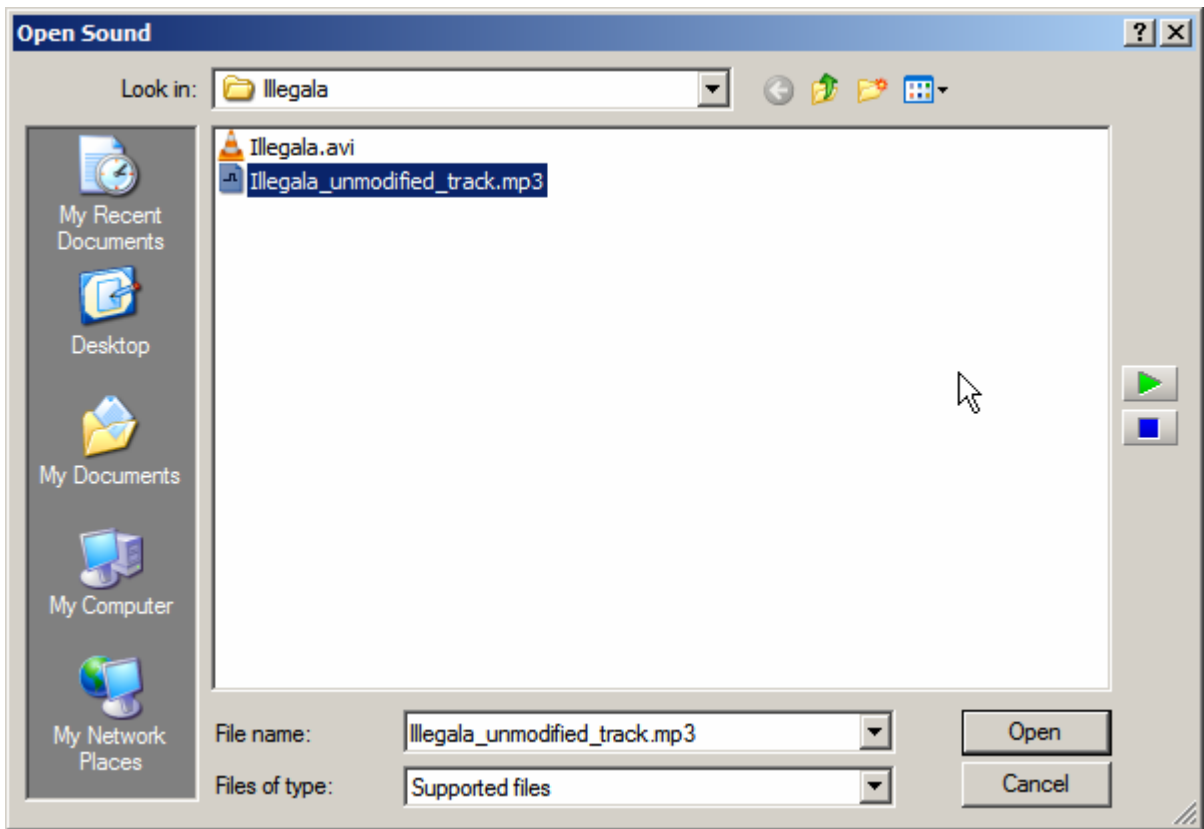 Open Sound
Look in:
Illegala
Illegala.avi
Illegala_unmodified_track.mp3
My Recent
Documents
Desktop
My Documents
My Computer
My Network
Places
File name:
Illegala_unmodified_track.mp3
Open
Files of type:
Supported files
Cancel